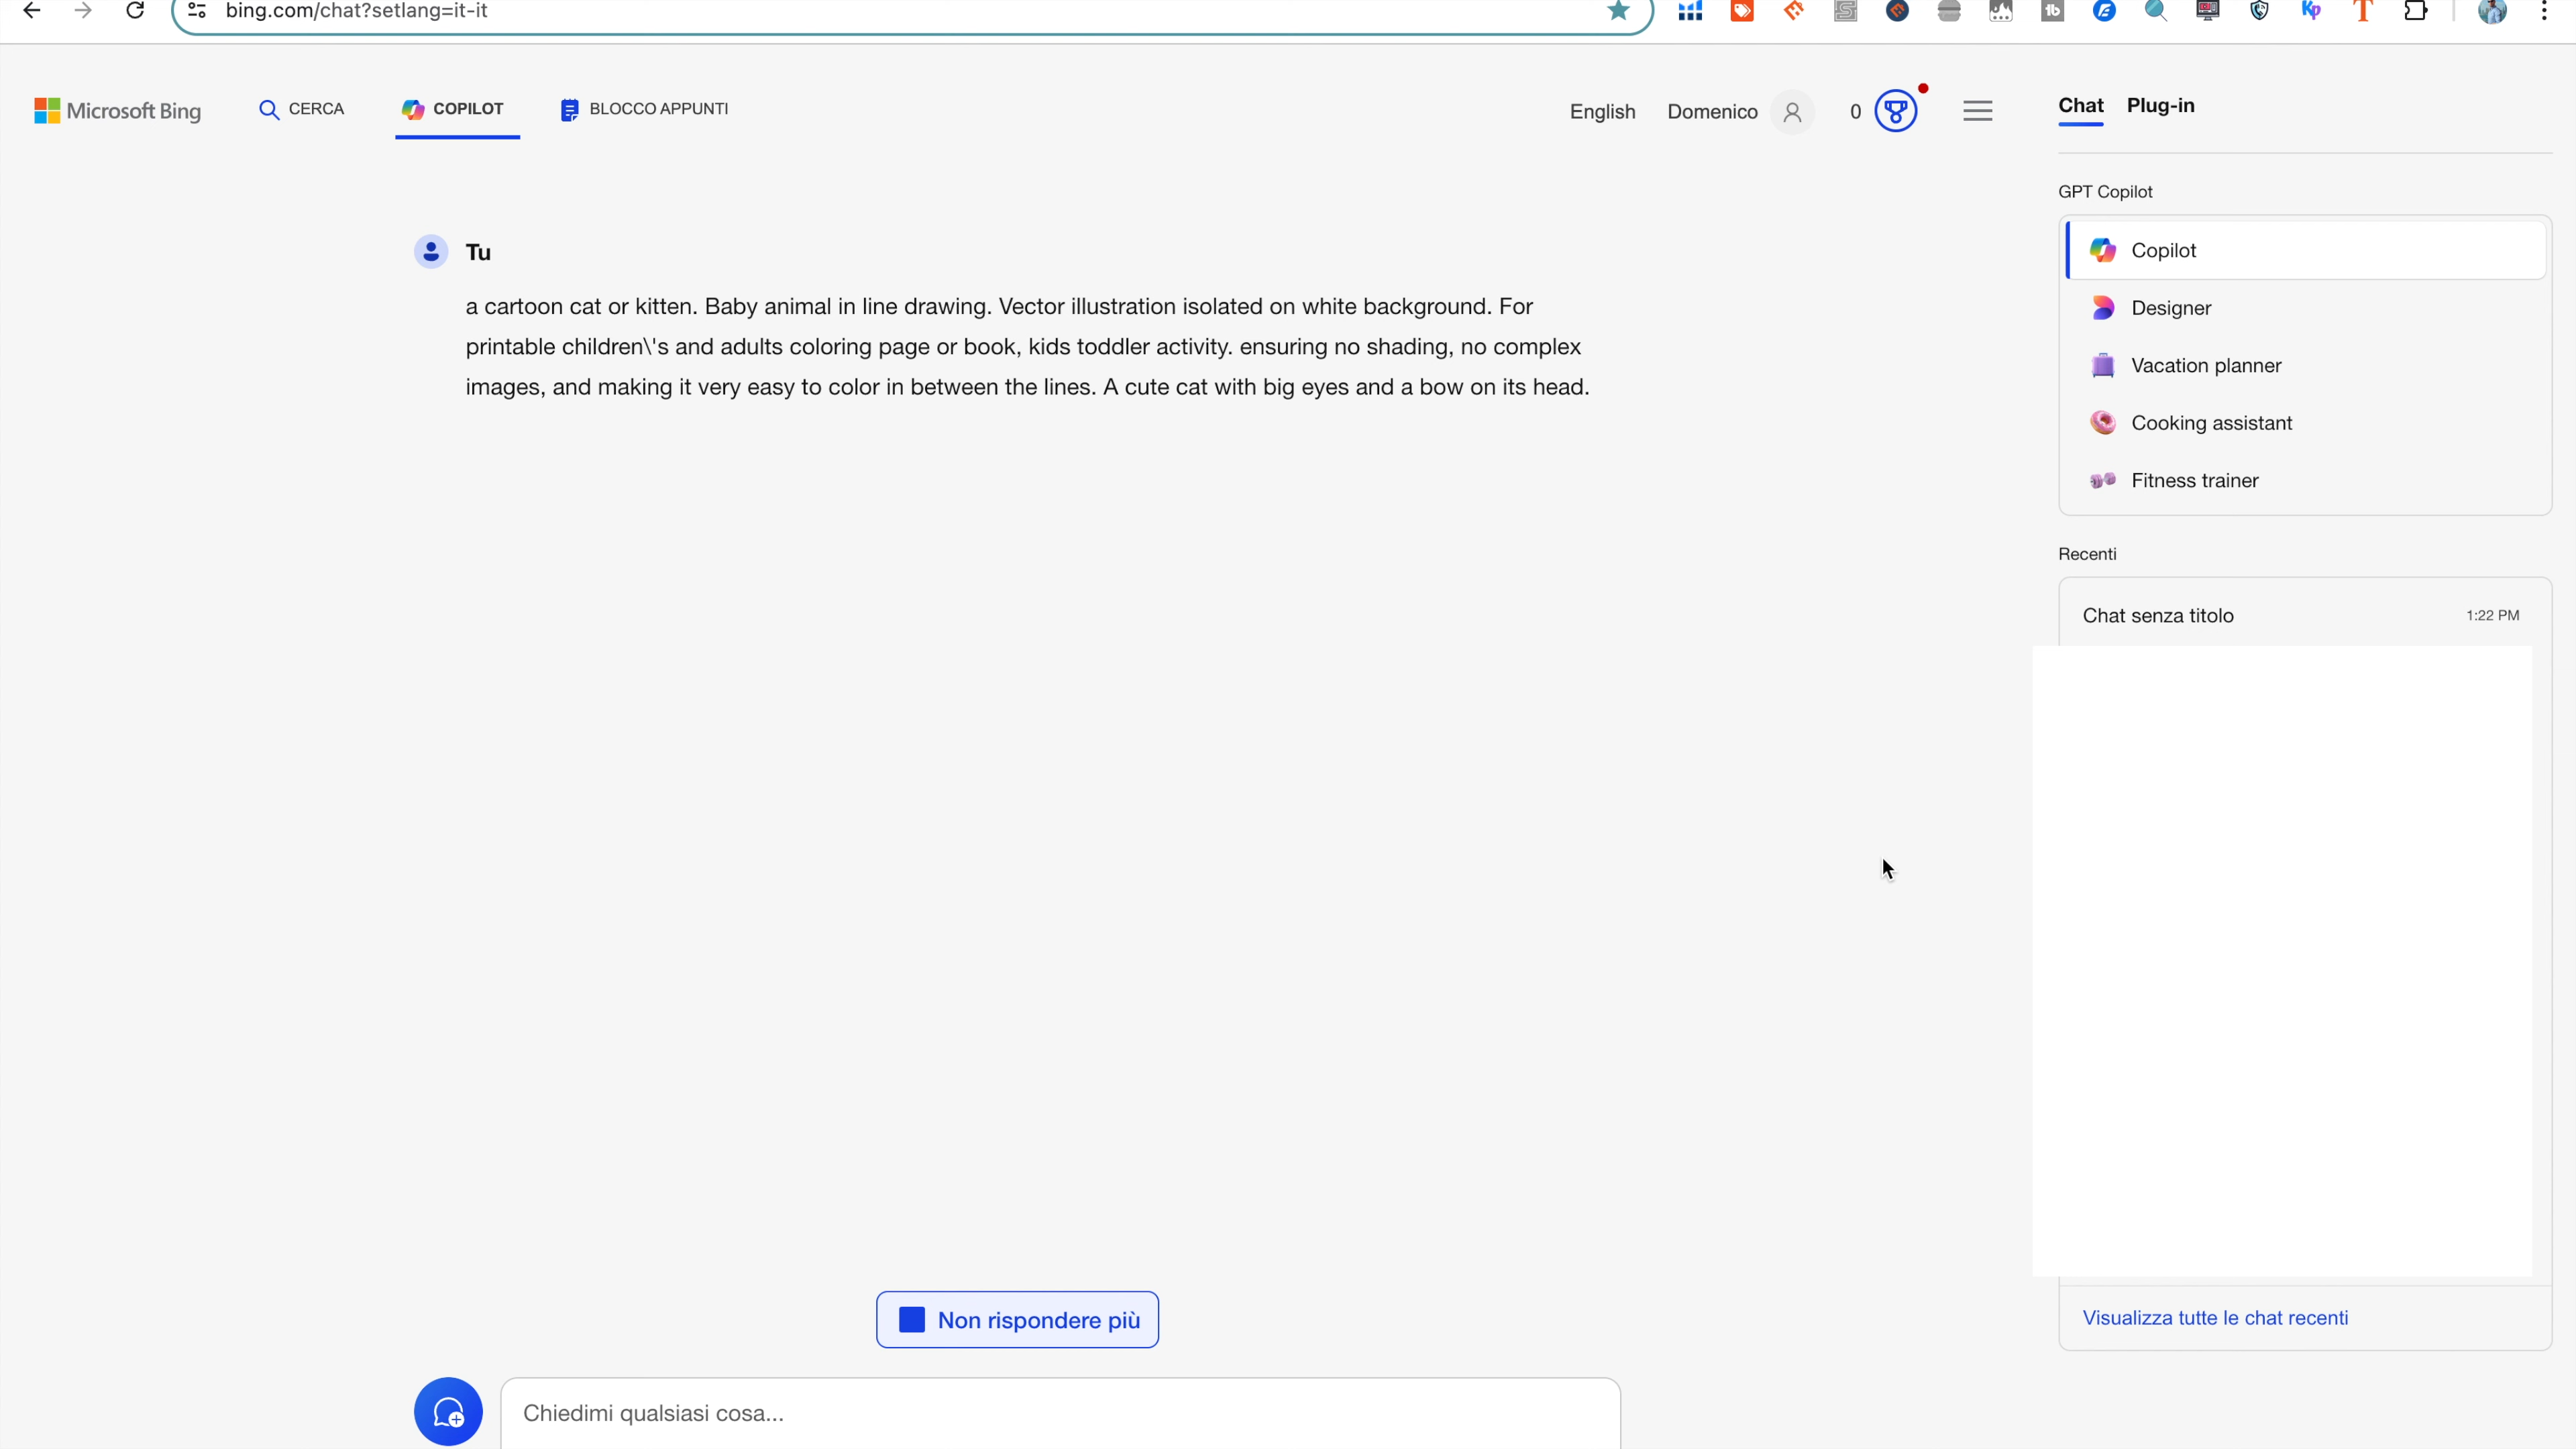 bing.com/chat?setlang=it-it
Microsoft Bing
CERCA
COPILOT
BLOCCO APPUNTI
English
Domenico
0
Chat
Plug-in
Tu
a cartoon cat or kitten. Baby animal in line drawing. Vector illustration isolated on white background. For
printable children\'s and adults coloring page or book, kids toddler activity. ensuring no shading, no complex
images, and making it very easy to color in between the lines. A cute cat with big eyes and a bow on its head.
Non rispondere più
Chiedimi qualsiasi cosa...
GPT Copilot
Copilot
Designer
Vacation planner
Cooking assistant
Fitness trainer
Recenti
Chat senza titolo
1:22 PM
Visualizza tutte le chat recenti